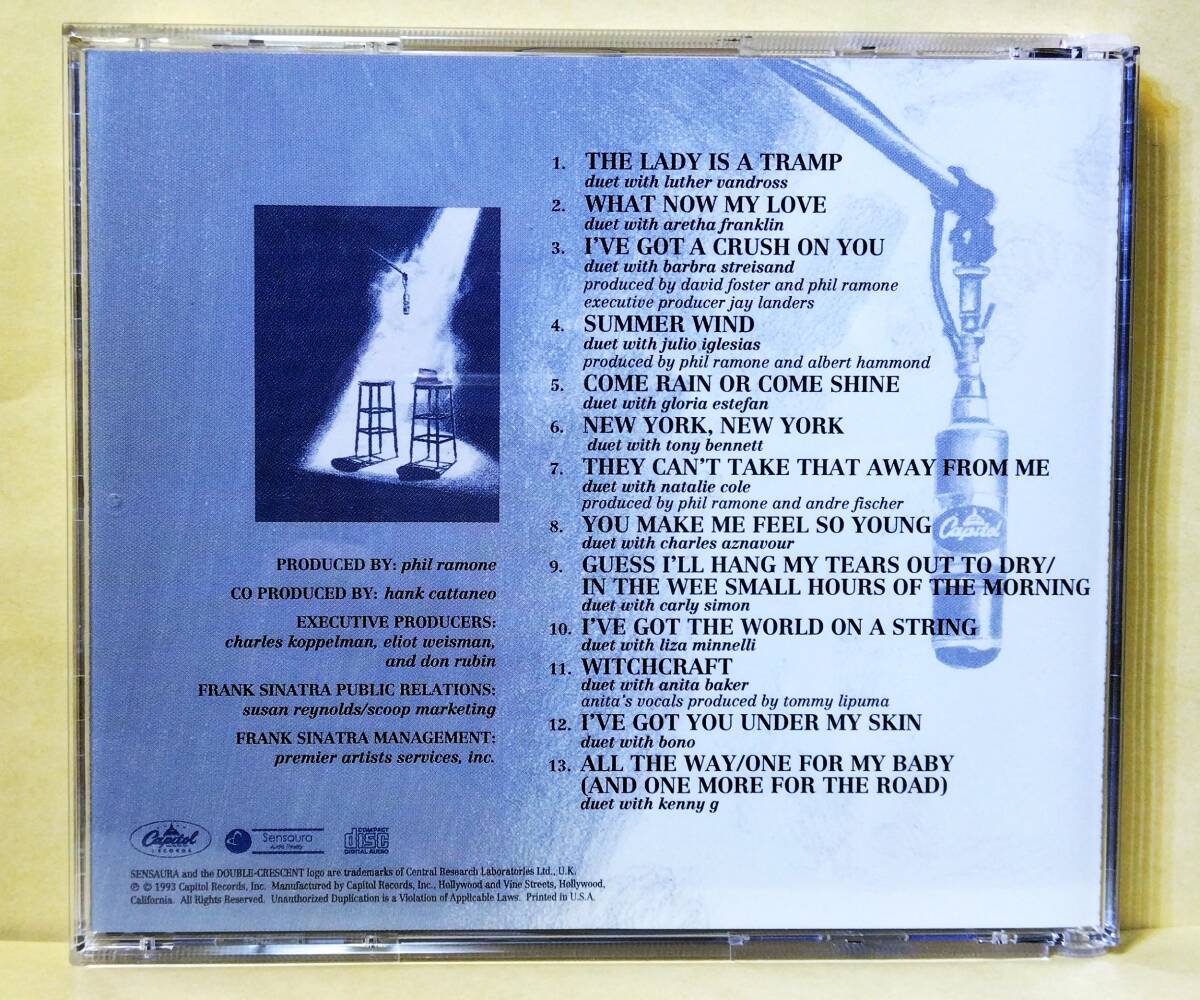 1. THE LADY IS A TRAMP
duet with luther vandross
2. WHAT NOW MY LOVE
duet with aretha franklin
3. I'VE GOT A CRUSH ON YOU
duet with barbra streisand
produced by david foster and phil ramone
executive producer jay landers
4. SUMMER WIND
duet with julio iglesias
produced by phil ramone and albert hammond
5. COME RAIN OR COME SHINE
duet with gloria estefan
6. NEW YORK, NEW YORK
duet with tony bennett
7. THEY CAN'T TAKE THAT AWAY FROM ME
duet with natalie cole
produced by phil ramone and andre fischer
8. YOU MAKE ME FEEL SO YOUNG
duet with charles aznavour
9. GUESS I'LL HANG MY TEARS OUT TO DRY/
IN THE WEE SMALL HOURS OF THE MORNING
duet with carly simon
10. I'VE GOT THE WORLD ON A STRING
duet with liza minnelli
11. WITCHCRAFT
duet with anita baker
anita's vocals produced by tommy lipuma
12. I'VE GOT YOU UNDER MY SKIN
duet with bono
13. ALL THE WAY/ONE FOR MY BABY
(AND ONE MORE FOR THE ROAD)
duet with kenny g
Capitol
PRODUCED BY: phil ramone
CO PRODUCED BY: hank cattaneo
EXECUTIVE PRODUCERS:
charles koppelman, eliot weisman,
and don rubin
FRANK SINATRA PUBLIC RELATIONS:
susan reynolds/scoop marketing
FRANK SINATRA MANAGEMENT:
premier artists services, inc.
Capitol
RECORDS
Sensaura
COMPACT
disc
DIGITAL AUDIO
SENSAURA and the DOUBLE-CRESCENT logo are trademarks of Central Research Laboratories Ltd., U.K.
℗ © 1993 Capitol Records, Inc. Manufactured by Capitol Records, Inc., Hollywood and Vine Streets, Hollywood,
California. All Rights Reserved. Unauthorized Duplication is a Violation of Applicable Laws. Printed in U.S.A.